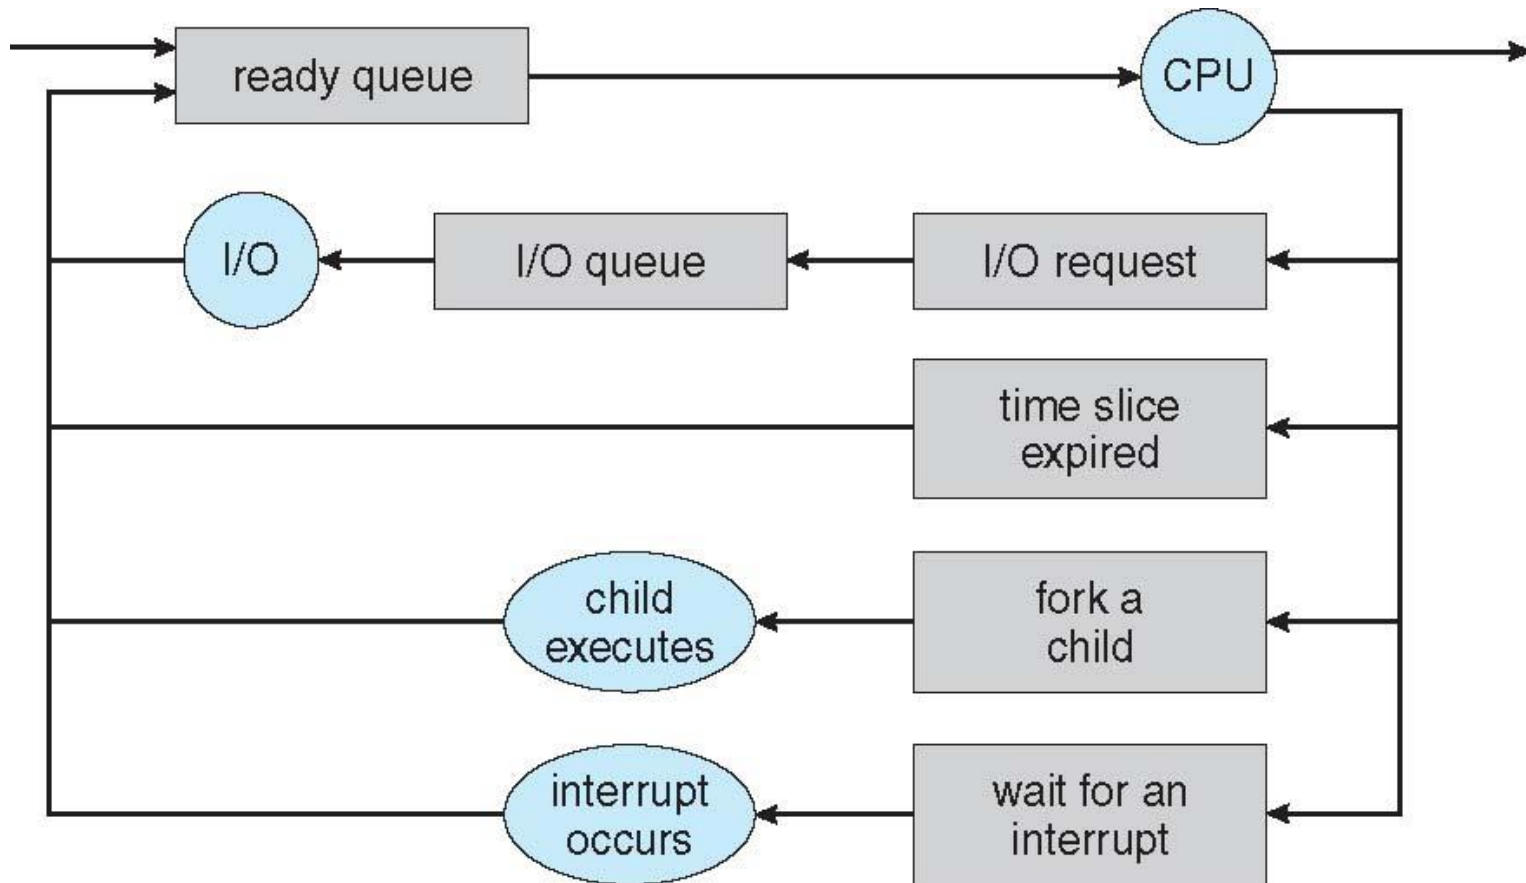 ready queue
CPU
I/O
I/O queue
I/O request
time slice
expired
child
executes
fork a
child
interrupt
occurs
wait for an
interrupt